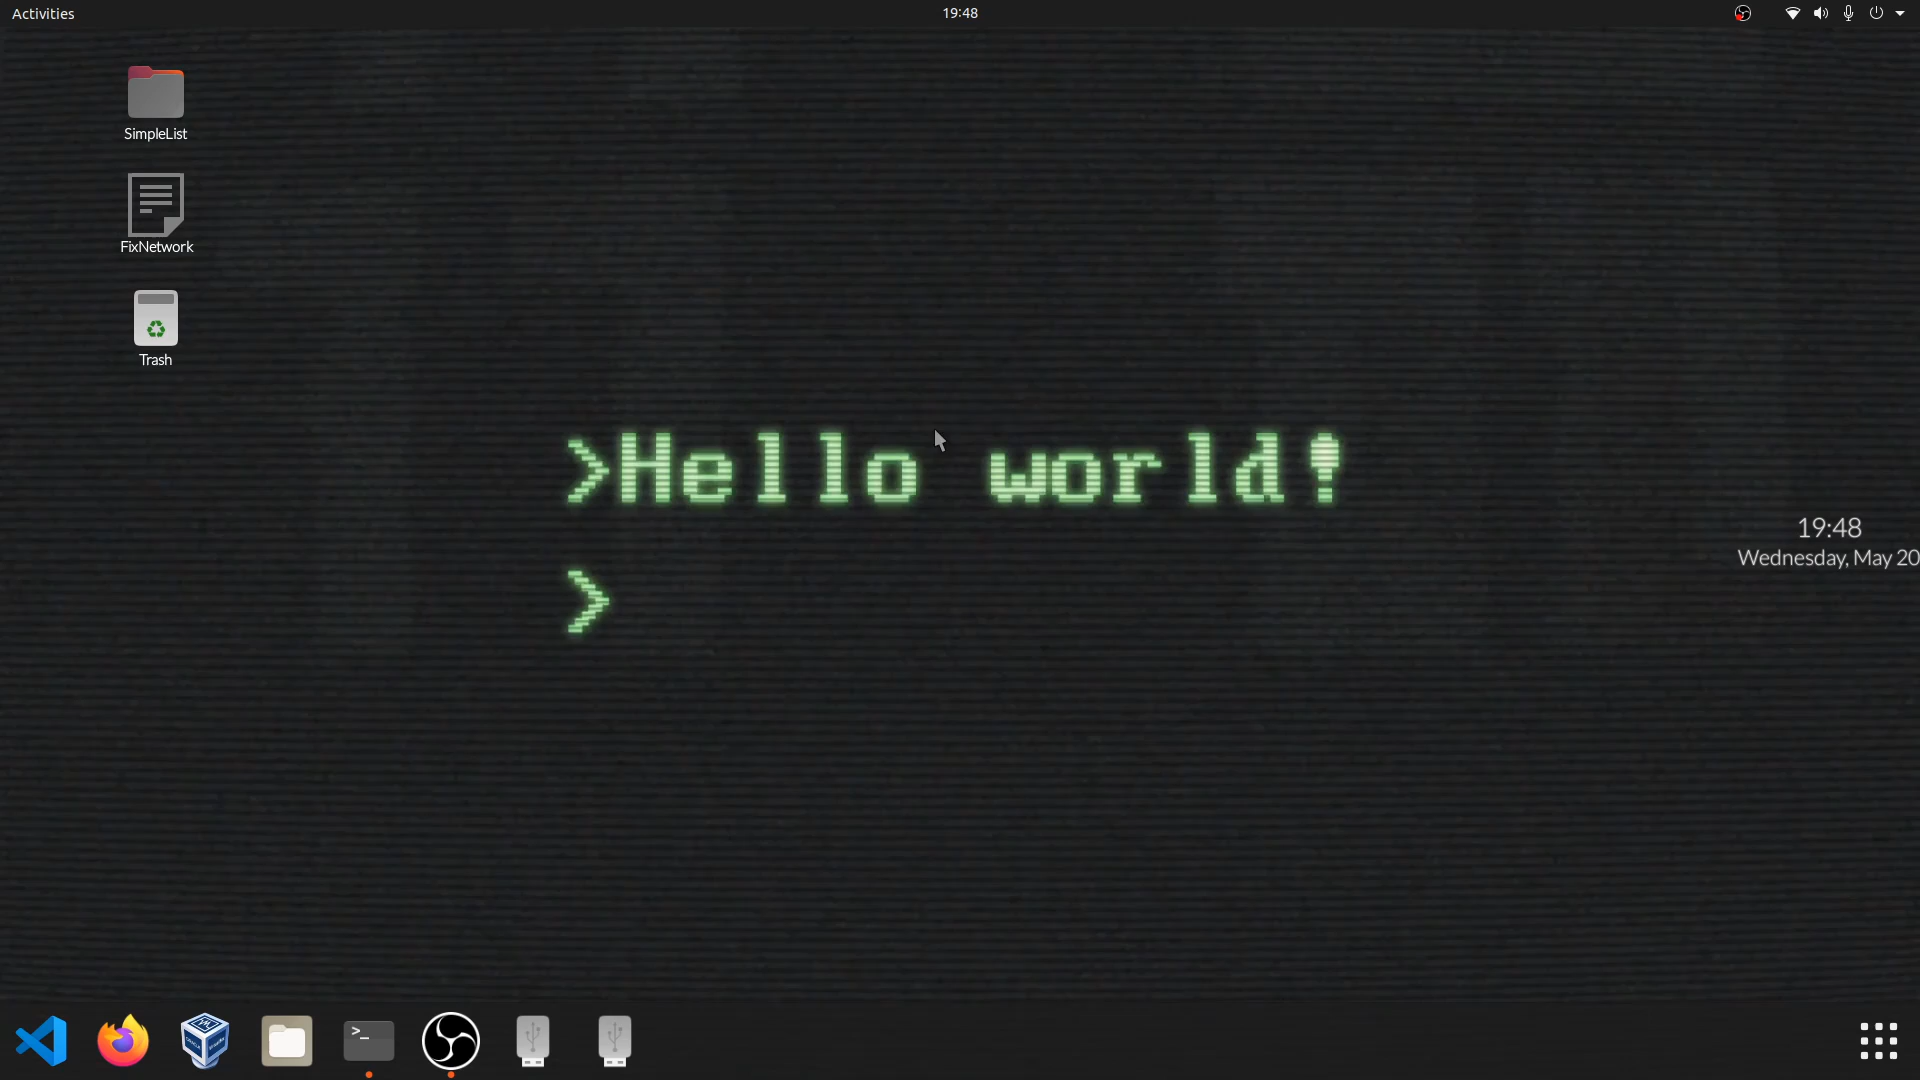 Activities
19:48
SimpleList
FixNetwork
Trash
>Hello world!
>
19:48
Wednesday, May 20
>_